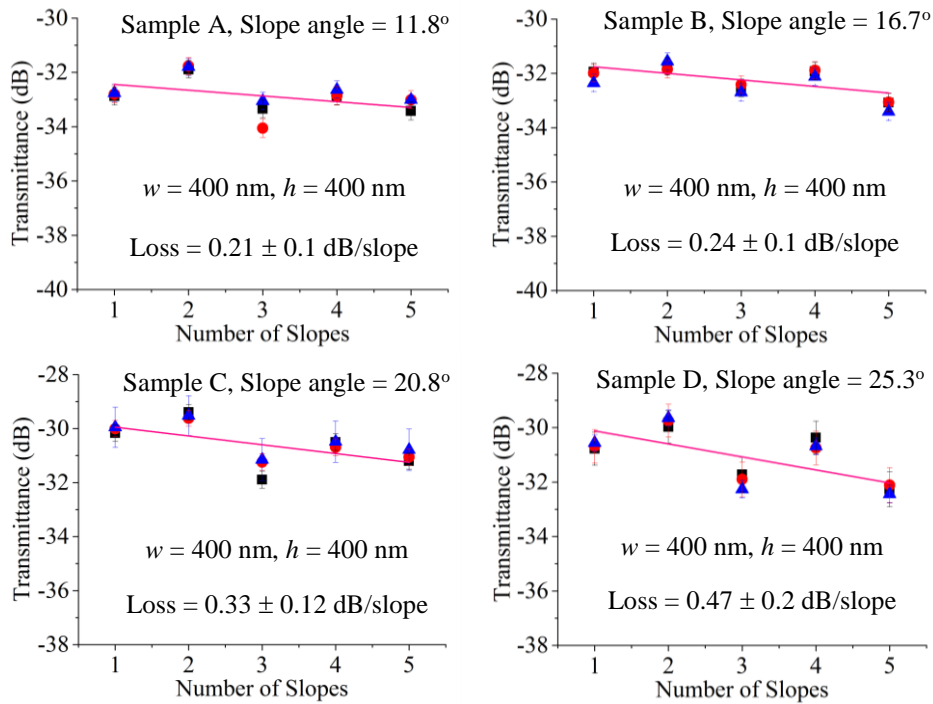 Sample A, Slope angle = 11.8°
Transmittance (dB)
-30
-32
-34
-36
-38
-40
w = 400 nm, h = 400 nm
Loss = 0.21 ± 0.1 dB/slope
1 2 3 4 5
Number of Slopes
Sample B, Slope angle = 16.7°
Transmittance (dB)
-30
-32
-34
-36
-38
-40
w = 400 nm, h = 400 nm
Loss = 0.24 ± 0.1 dB/slope
1 2 3 4 5
Number of Slopes
Sample C, Slope angle = 20.8°
Transmittance (dB)
-28
-30
-32
-34
-36
-38
w = 400 nm, h = 400 nm
Loss = 0.33 ± 0.12 dB/slope
1 2 3 4 5
Number of Slopes
Sample D, Slope angle = 25.3°
Transmittance (dB)
-28
-30
-32
-34
-36
-38
w = 400 nm, h = 400 nm
Loss = 0.47 ± 0.2 dB/slope
1 2 3 4 5
Number of Slopes